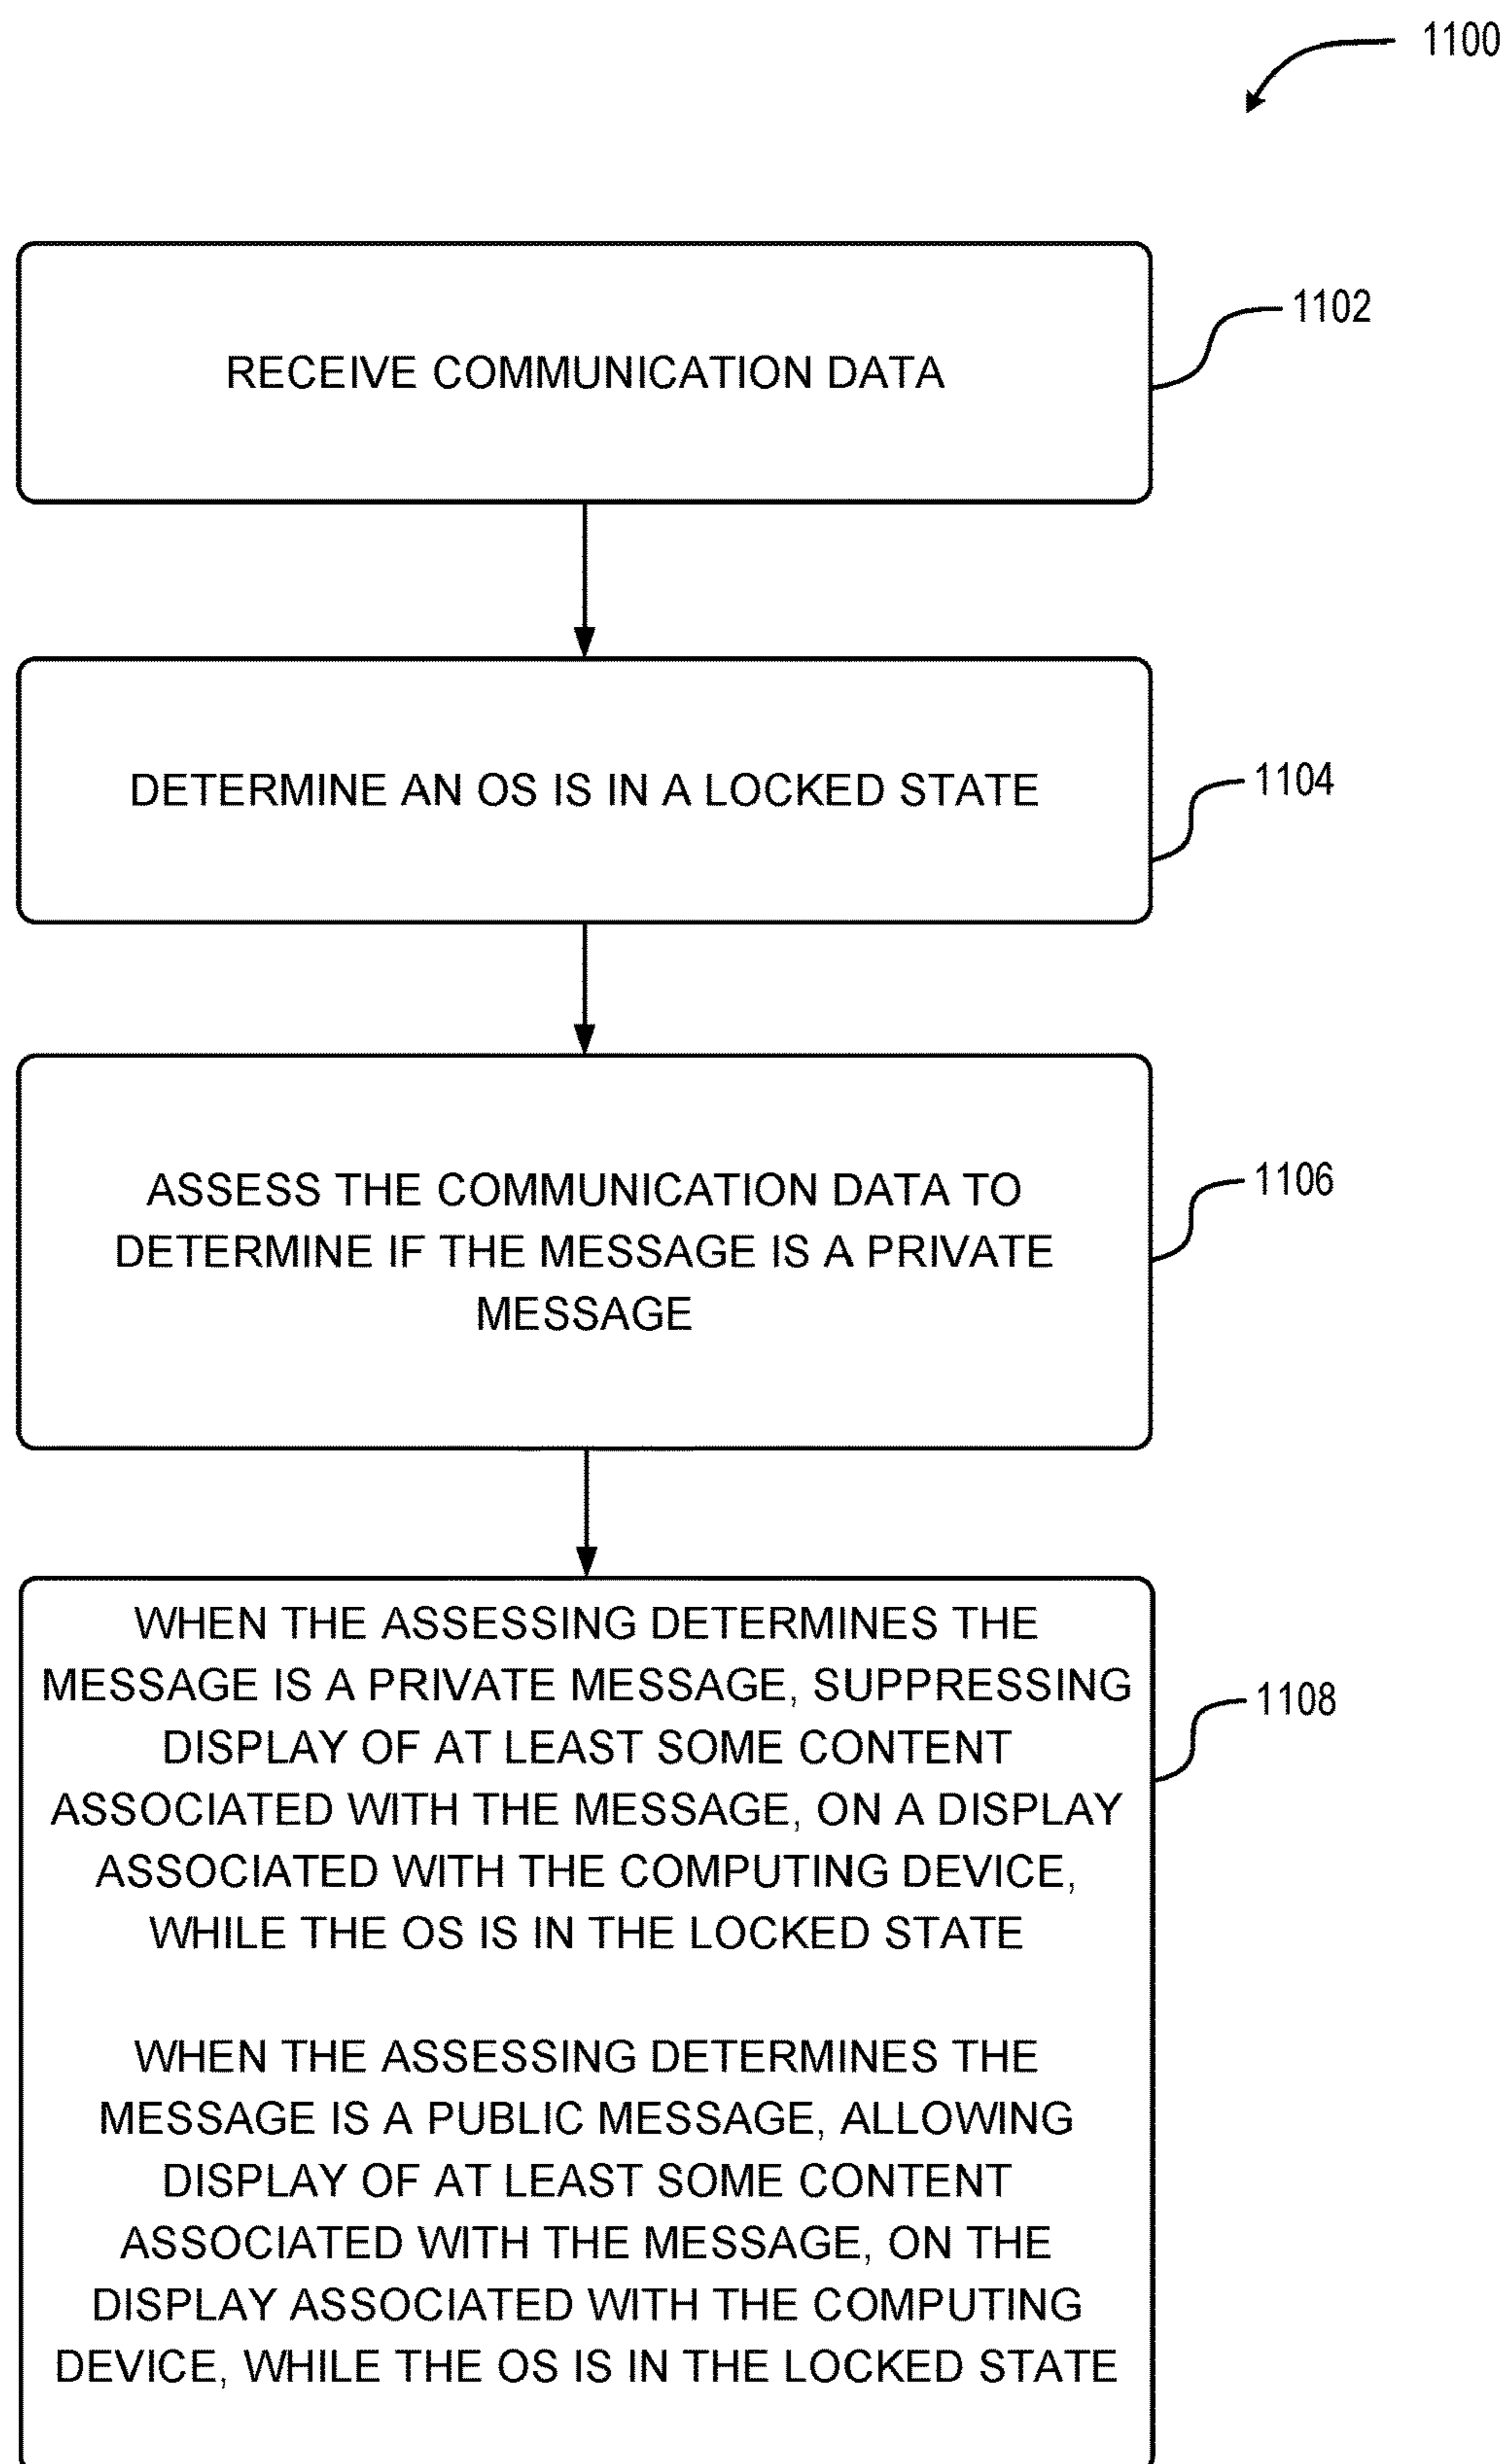 1100
RECEIVE COMMUNICATION DATA
1102
DETERMINE AN OS IS IN A LOCKED STATE
1104
ASSESS THE COMMUNICATION DATA TO
DETERMINE IF THE MESSAGE IS A PRIVATE
MESSAGE
1106
WHEN THE ASSESSING DETERMINES THE
MESSAGE IS A PRIVATE MESSAGE, SUPPRESSING
DISPLAY OF AT LEAST SOME CONTENT
ASSOCIATED WITH THE MESSAGE, ON A DISPLAY
ASSOCIATED WITH THE COMPUTING DEVICE,
WHILE THE OS IS IN THE LOCKED STATE
WHEN THE ASSESSING DETERMINES THE
MESSAGE IS A PUBLIC MESSAGE, ALLOWING
DISPLAY OF AT LEAST SOME CONTENT
ASSOCIATED WITH THE MESSAGE, ON THE
DISPLAY ASSOCIATED WITH THE COMPUTING
DEVICE, WHILE THE OS IS IN THE LOCKED STATE
1108